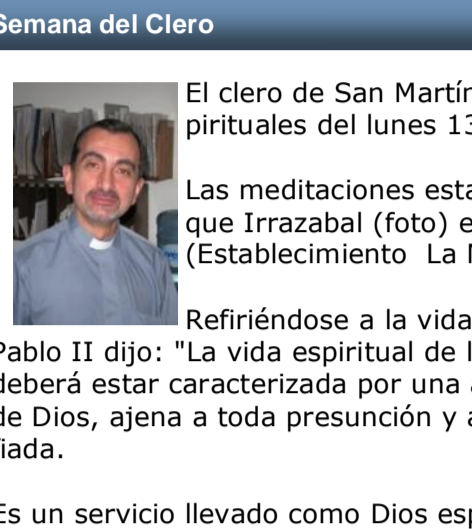 Semana del Clero
El clero de San Martín
pirituales del lunes 13
Las meditaciones esta
que Irrazabal (foto) e
(Establecimiento La
Refiriéndose a la vida
Pablo II dijo: "La vida espiritual de l
deberá estar caracterizada por una a
de Dios, ajena a toda presunción y a
fiada.
Es un servicio llevado como Dios esp